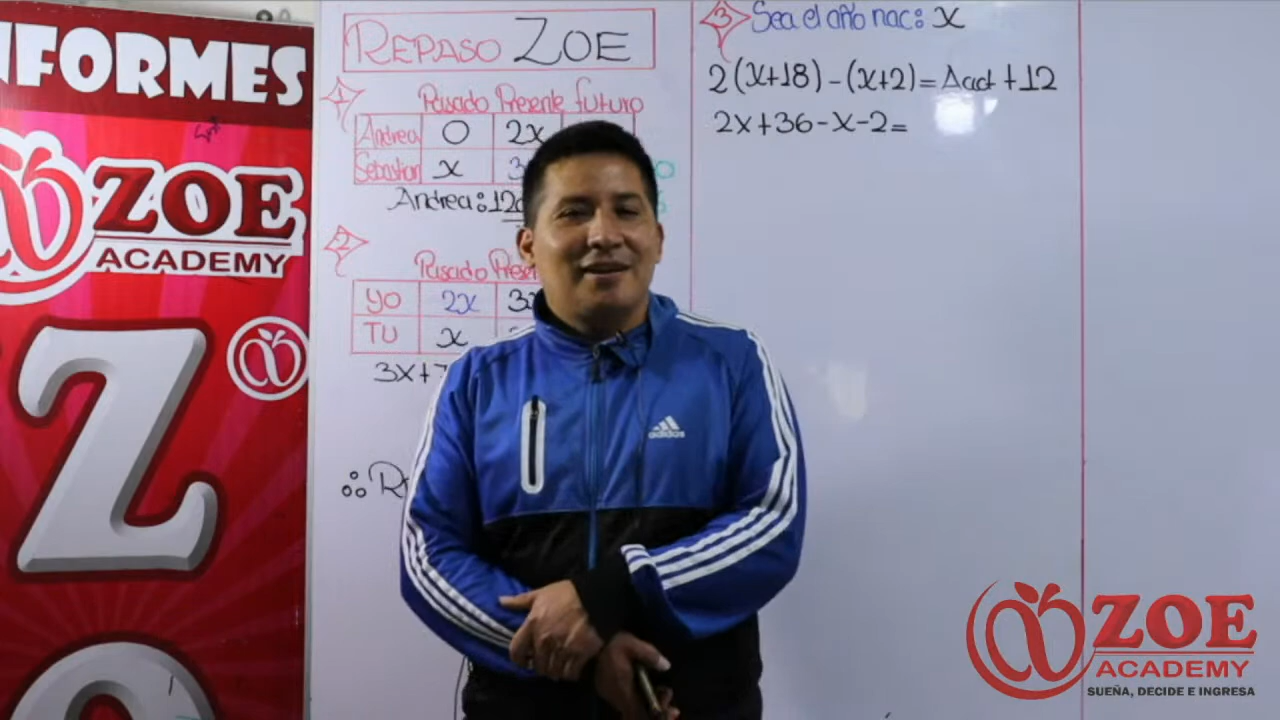 INFORMES
ZOE
ACADEMY
Z
REPASO ZOE
1
Pasado Presente futuro
Andrea 0 2x
Sebastian x
Andrea: 12
2
Pasado
YO 2x
TU x
3x+7
3 Sea el año nac: x
2(x+18)-(x+2)= Aact +12
2x+36-x-2=
adidas
ZOE
ACADEMY
SUEÑA, DECIDE E INGRESA